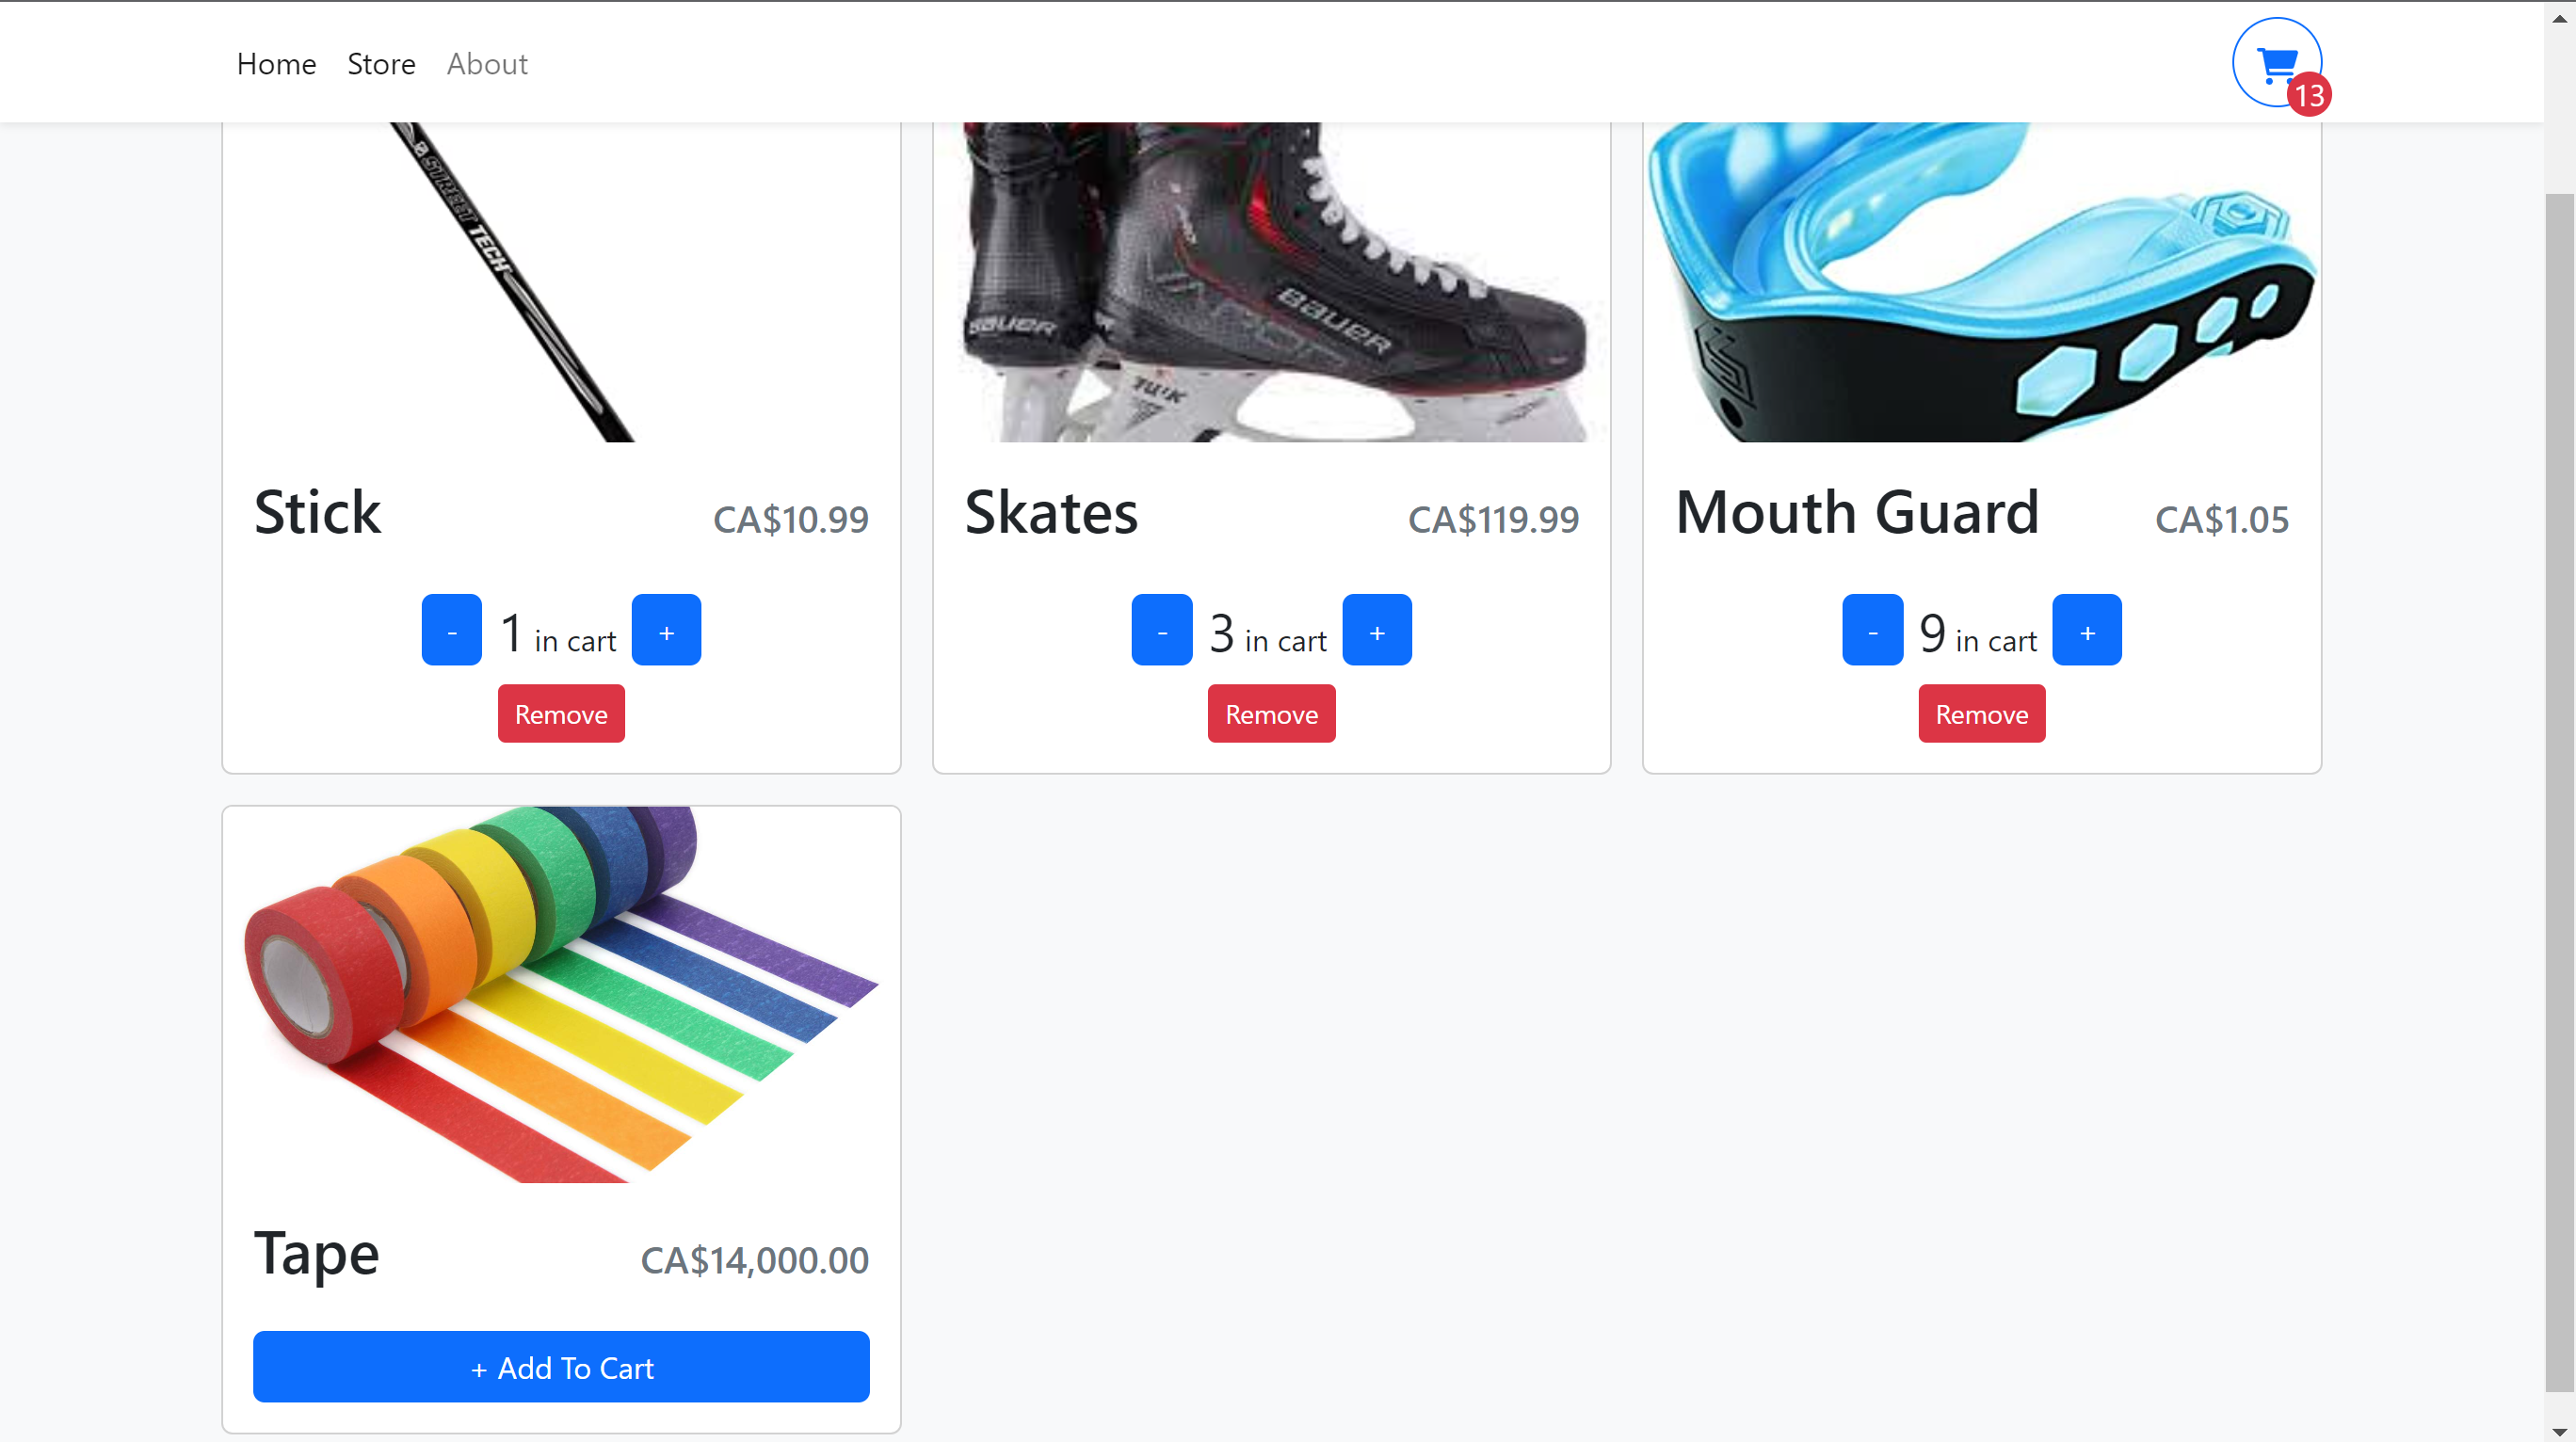 Home Store About
13
STREET TECH
BAUER
BAUER
TUUK
Stick CA$10.99
Skates CA$119.99
Mouth Guard CA$1.05
- 1 in cart +
- 3 in cart +
- 9 in cart +
Remove
Remove
Remove
Tape CA$14,000.00
+ Add To Cart